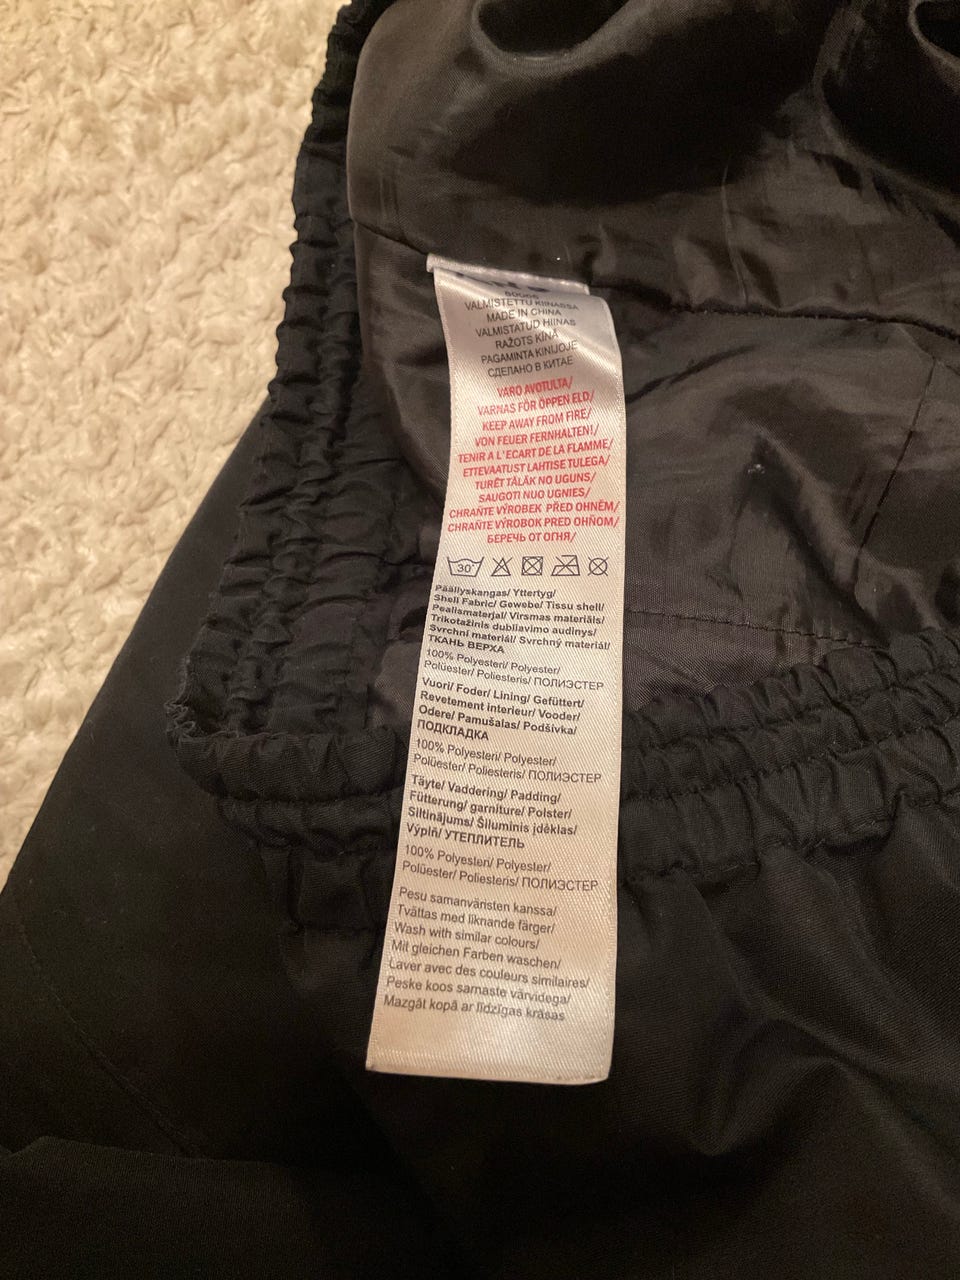 VALMISTETTU KIINASSA
MADE IN CHINA
VALMISTATUD HIINAS
RAŽOTS ĶĪNĀ
PAGAMINTA KINIJOJE
СДЕЛАНО В КИТАЕ
VARO AVOTULTA/
VARNAS FÖR ÖPPEN ELD/
KEEP AWAY FROM FIRE/
VON FEUER FERNHALTEN!/
TENIR A L'ECART DE LA FLAMME/
ETTEVAATUST LAHTISE TULEGA/
TURĒT TĀLĀK NO UGUNS/
SAUGOTI NUO UGNIES/
CHRAŇTE VÝROBEK PŘED OHNĚM/
CHRAŇTE VÝROBOK PRED OHŇOM/
БЕРЕЧЬ ОТ ОГНЯ/
30°
Päällyskangas/ Yttertyg/
Shell Fabric/ Gewebe/ Tissu shell/
Pealismaterjal/ Virsmas materiāls/
Trikotažinis dubliavimo audinys/
Svrchní materiál/ Svrchný materiál/
ТКАНЬ ВЕРХА
100% Polyesteri/ Polyester/
Polüester/ Poliesteris/ ПОЛИЭСТЕР
Vuori/ Foder/ Lining/ Gefüttert/
Revetement interieur/ Vooder/
Odere/ Pamušalas/ Podšívka/
ПОДКЛАДКА
100% Polyesteri/ Polyester/
Polüester/ Poliesteris/ ПОЛИЭСТЕР
Täyte/ Vaddering/ Padding/
Fütterung/ garniture/ Polster/
Siltinājums/ Šiluminis įdėklas/
Výplň/ УТЕПЛИТЕЛЬ
100% Polyesteri/ Polyester/
Polüester/ Poliesteris/ ПОЛИЭСТЕР
Pesu samanväristen kanssa/
Tvättas med liknande färger/
Wash with similar colours/
Mit gleichen Farben waschen/
Laver avec des couleurs similaires/
Peske koos sarnaste värvidega/
Mazgāt kopā ar līdzīgas krāsas